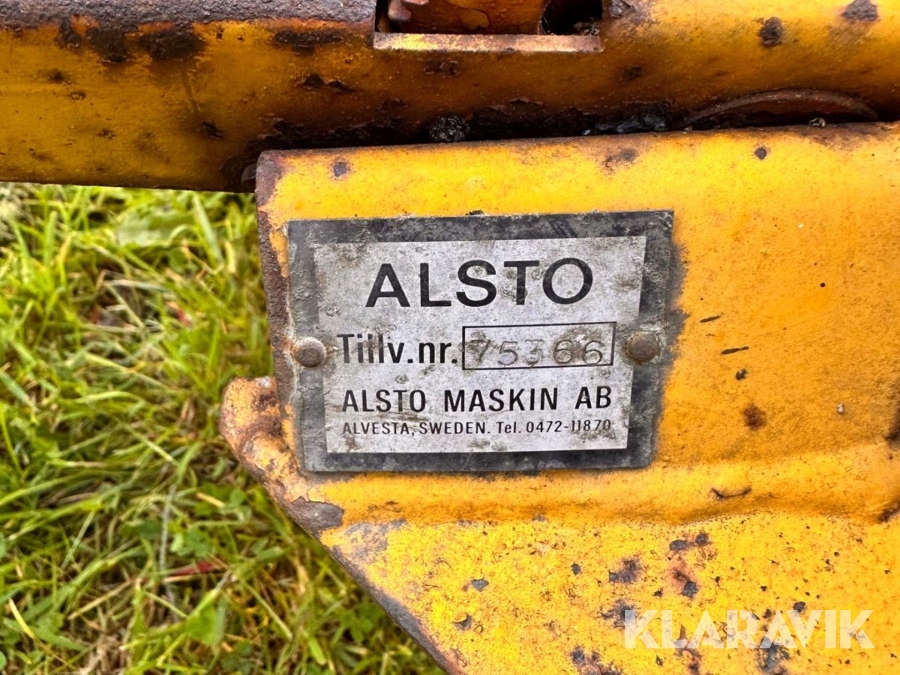 ALSTO
Tillv.nr. 75366
ALSTO MASKIN AB
ALVESTA, SWEDEN. Tel. 0472-11870
KLARAVIK